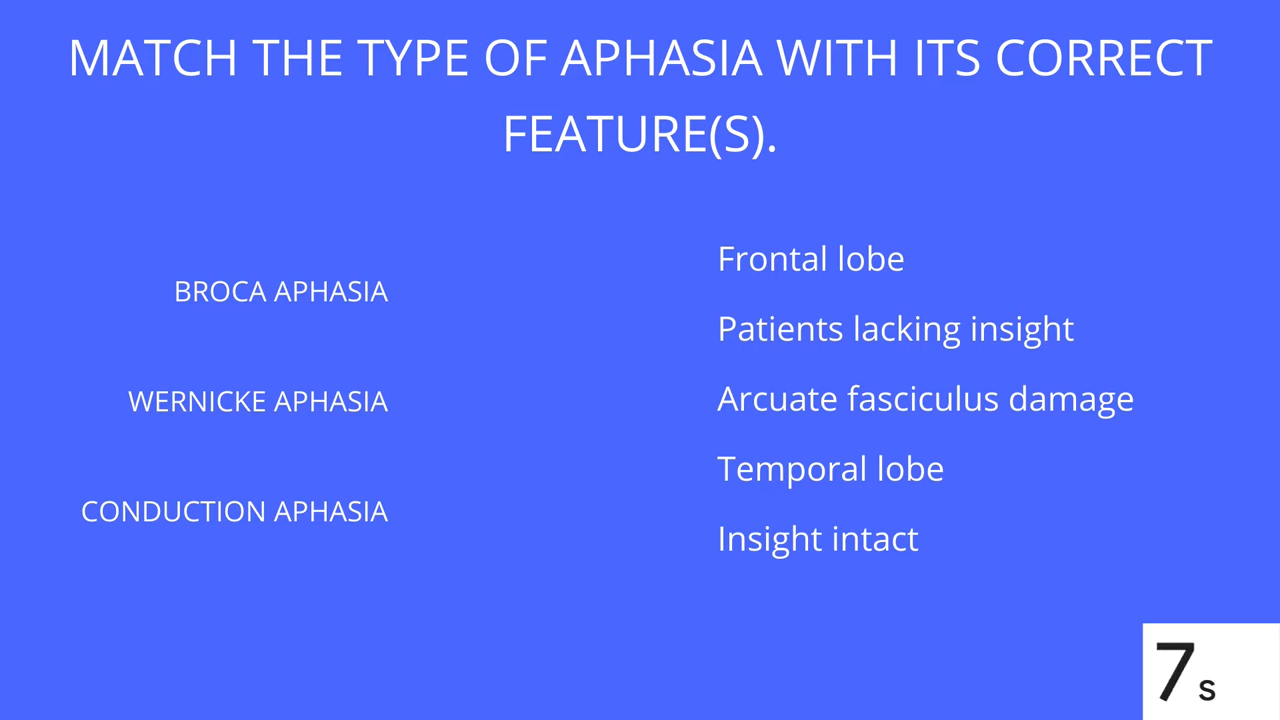 MATCH THE TYPE OF APHASIA WITH ITS CORRECT
FEATURE(S).
BROCA APHASIA
WERNICKE APHASIA
CONDUCTION APHASIA
Frontal lobe
Patients lacking insight
Arcuate fasciculus damage
Temporal lobe
Insight intact
7 s